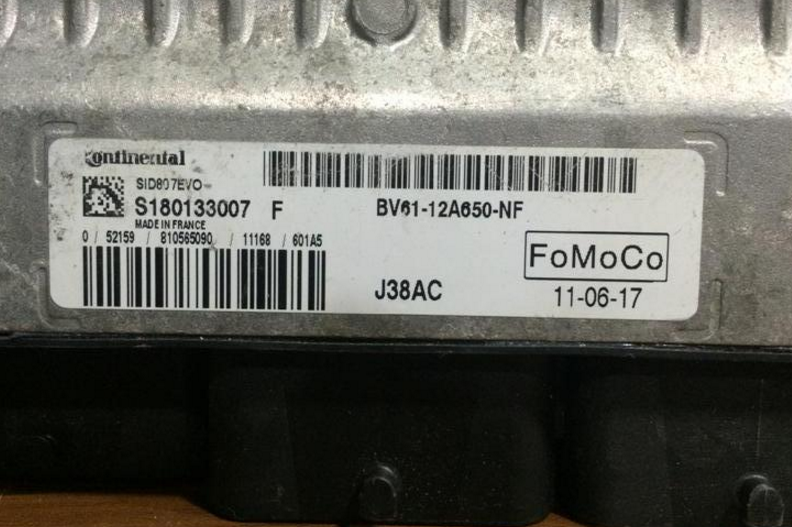 Continental
SID807EVO
S180133007 F
MADE IN FRANCE
0 / 52159 / 810565090 / 11168 / 601A5
BV61-12A650-NF
FoMoCo
J38AC
11-06-17